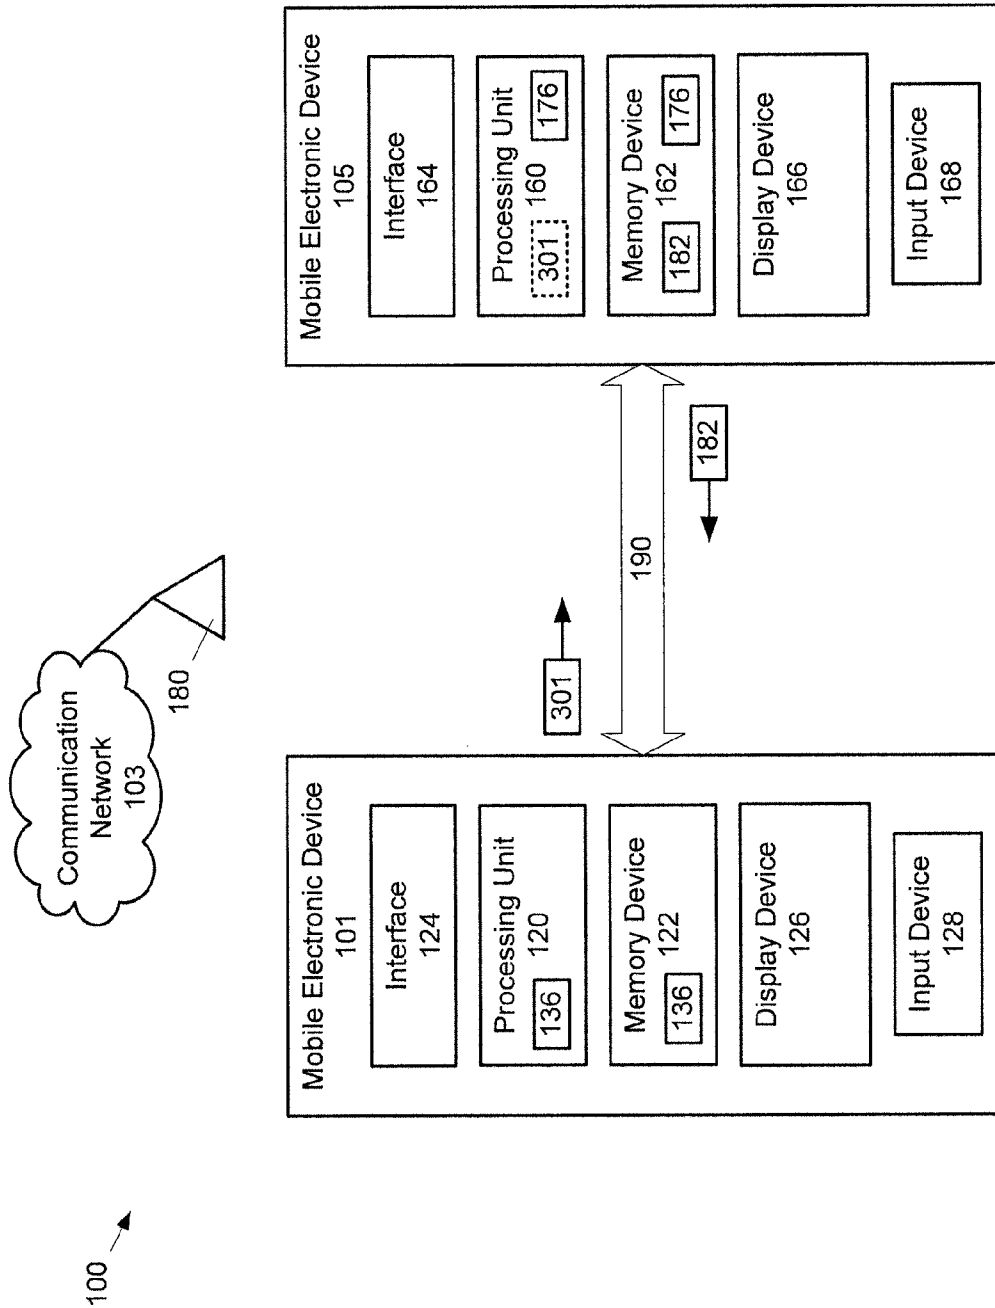 100
Communication
Network
103
180
Mobile Electronic Device
101
Interface
124
Processing Unit
120
136
Memory Device
122
136
Display Device
126
Input Device
128
301
190
182
Mobile Electronic Device
105
Interface
164
Processing Unit
160
301
176
Memory Device
162
182
176
Display Device
166
Input Device
168